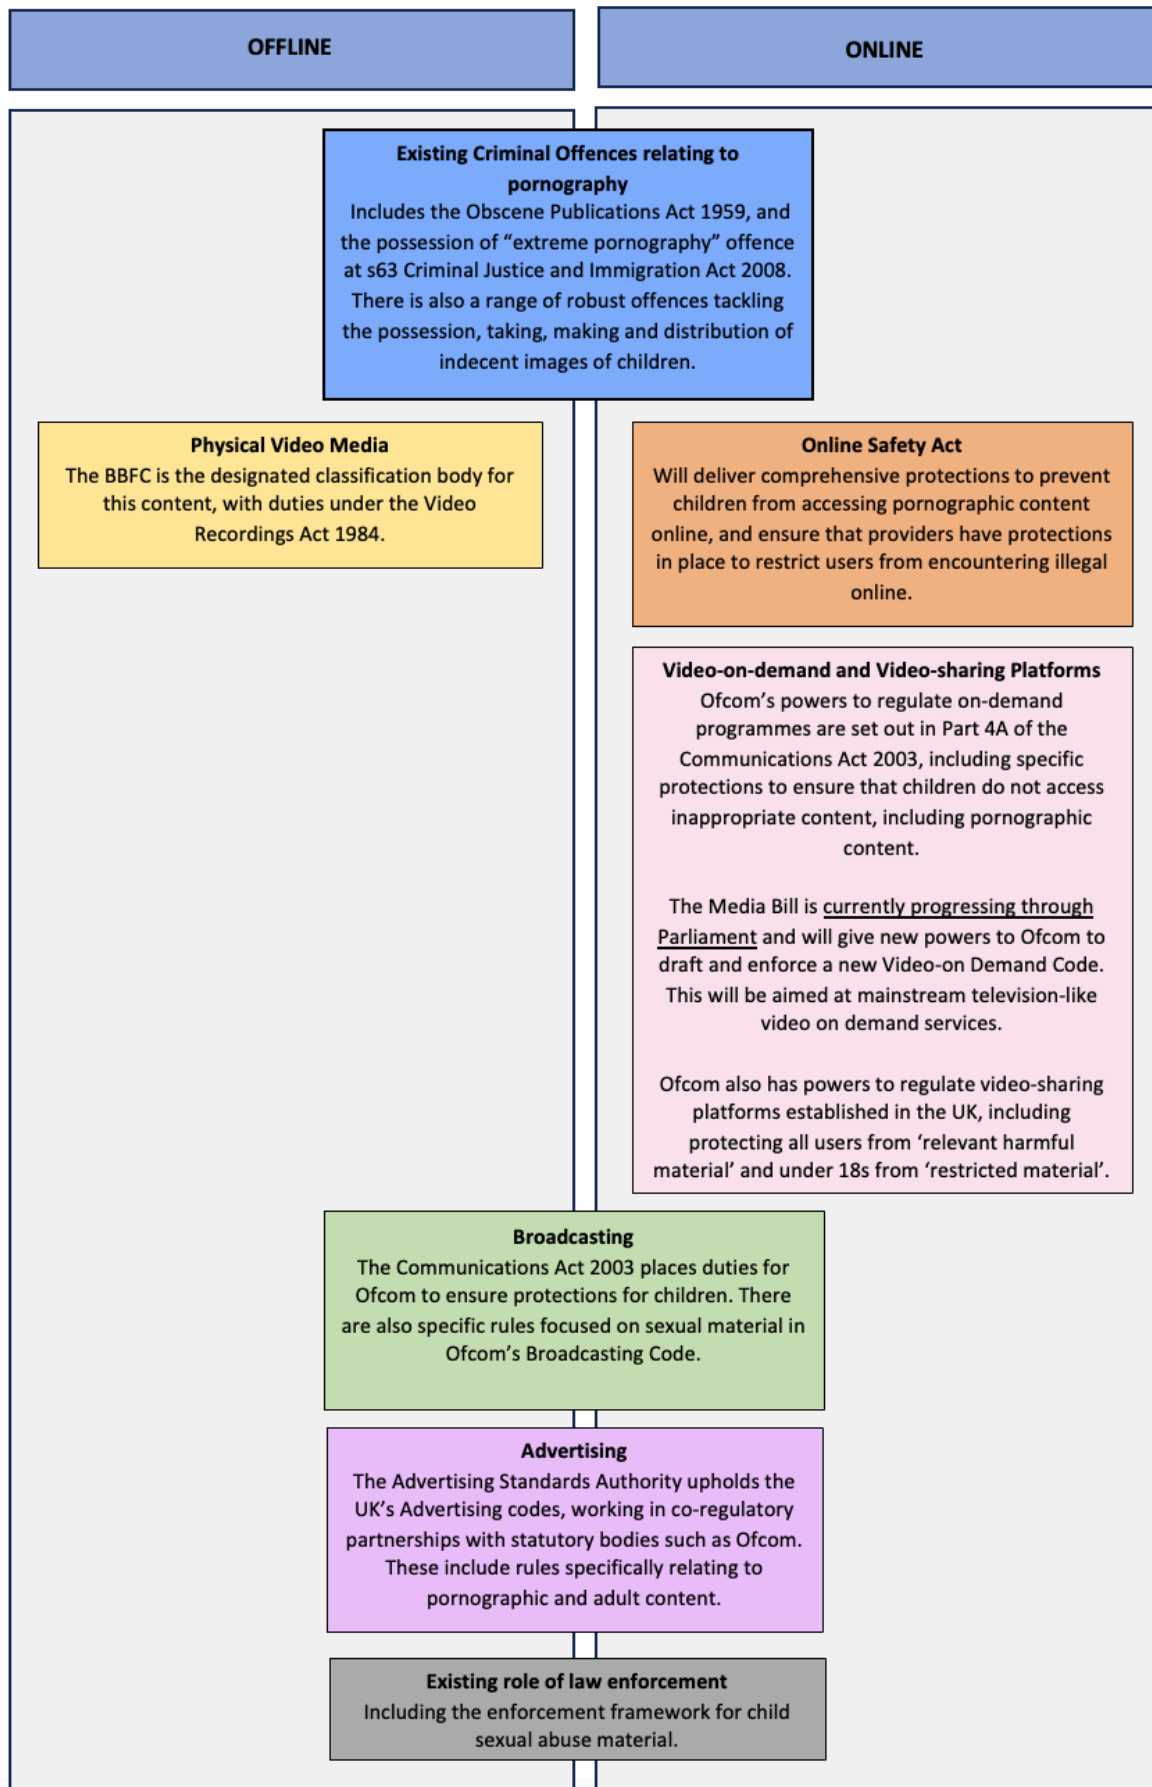 OFFLINE
ONLINE
Existing Criminal Offences relating to
pornography
Includes the Obscene Publications Act 1959, and
the possession of “extreme pornography” offence
at s63 Criminal Justice and Immigration Act 2008.
There is also a range of robust offences tackling
the possession, taking, making and distribution of
indecent images of children.
Physical Video Media
The BBFC is the designated classification body for
this content, with duties under the Video
Recordings Act 1984.
Online Safety Act
Will deliver comprehensive protections to prevent
children from accessing pornographic content
online, and ensure that providers have protections
in place to restrict users from encountering illegal
online.
Video-on-demand and Video-sharing Platforms
Ofcom’s powers to regulate on-demand
programmes are set out in Part 4A of the
Communications Act 2003, including specific
protections to ensure that children do not access
inappropriate content, including pornographic
content.
The Media Bill is currently progressing through
Parliament and will give new powers to Ofcom to
draft and enforce a new Video-on Demand Code.
This will be aimed at mainstream television-like
video on demand services.
Ofcom also has powers to regulate video-sharing
platforms established in the UK, including
protecting all users from ‘relevant harmful
material’ and under 18s from ‘restricted material’.
Broadcasting
The Communications Act 2003 places duties for
Ofcom to ensure protections for children. There
are also specific rules focused on sexual material in
Ofcom’s Broadcasting Code.
Advertising
The Advertising Standards Authority upholds the
UK’s Advertising codes, working in co-regulatory
partnerships with statutory bodies such as Ofcom.
These include rules specifically relating to
pornographic and adult content.
Existing role of law enforcement
Including the enforcement framework for child
sexual abuse material.